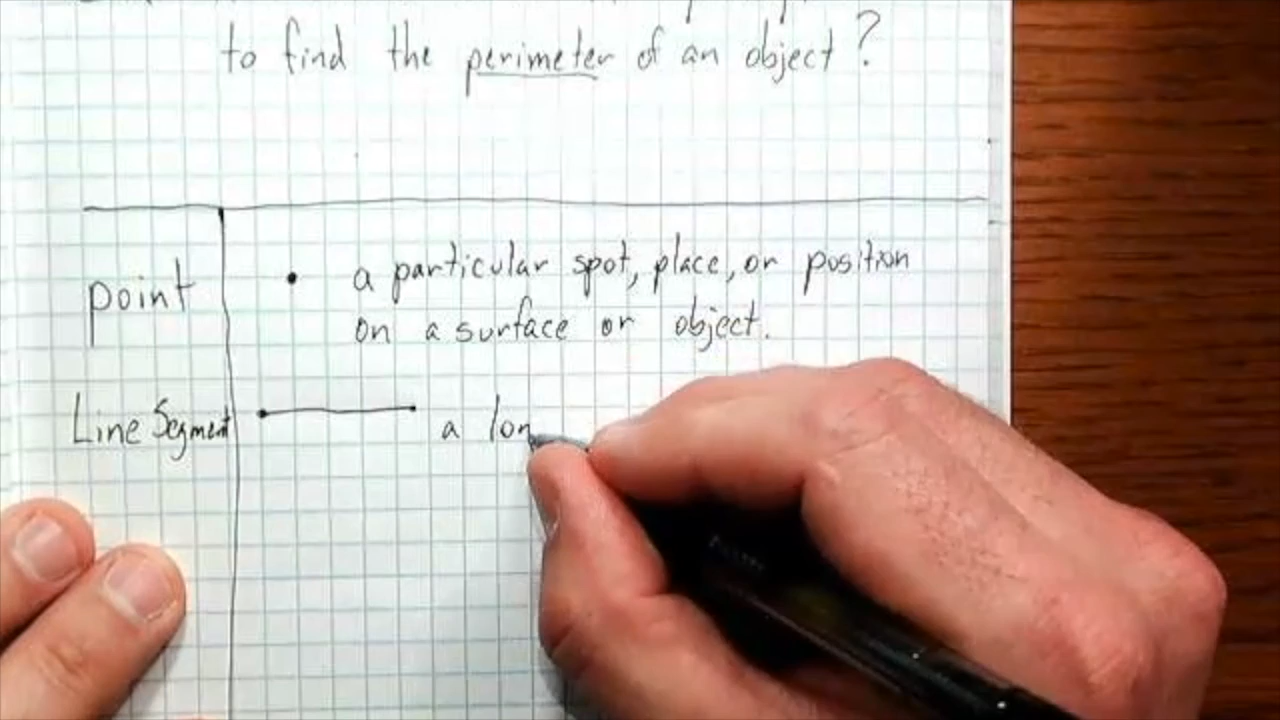 to find the perimeter of an object?
point
a particular spot, place, or position
on a surface or object.
Line Segment
a lon